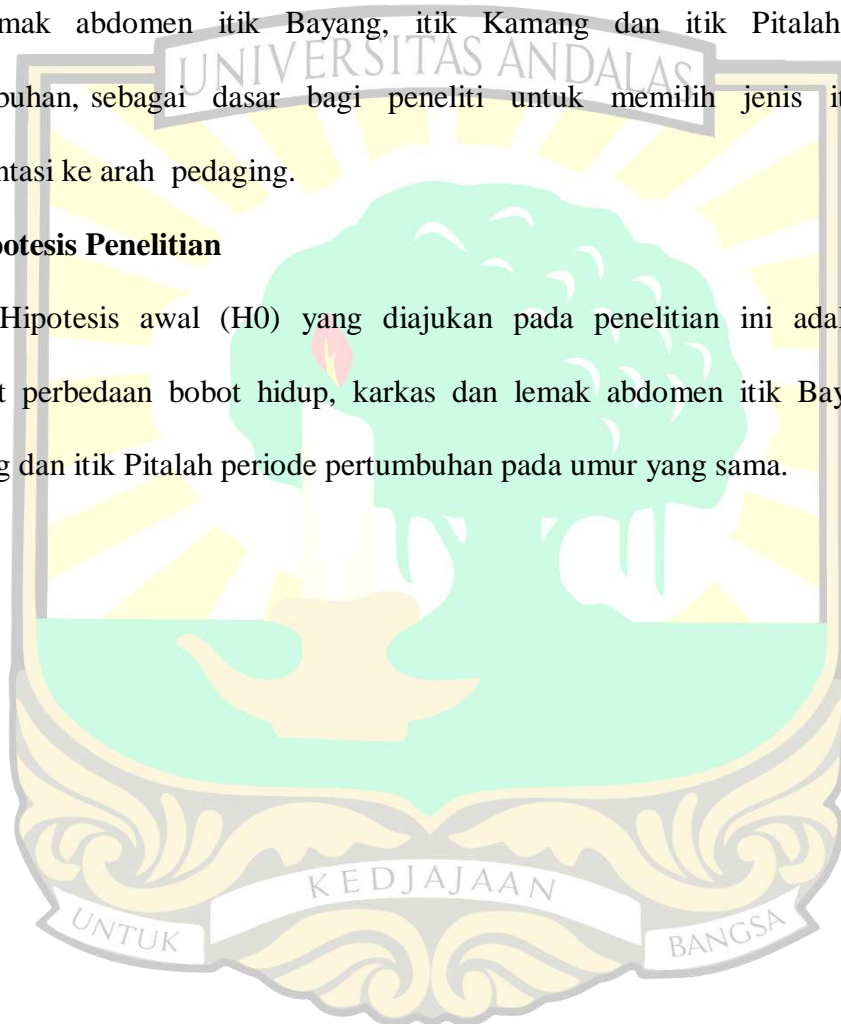 mak abdomen itik Bayang, itik Kamang dan itik Pitalah
UNIVERSITAS ANDALAS
buhan, sebagai dasar bagi peneliti untuk memilih jenis it
ntasi ke arah pedaging.
potesis Penelitian
Hipotesis awal (H0) yang diajukan pada penelitian ini adal
t perbedaan bobot hidup, karkas dan lemak abdomen itik Bay
g dan itik Pitalah periode pertumbuhan pada umur yang sama.
UNTUK KEDJAJAAN BANGSA